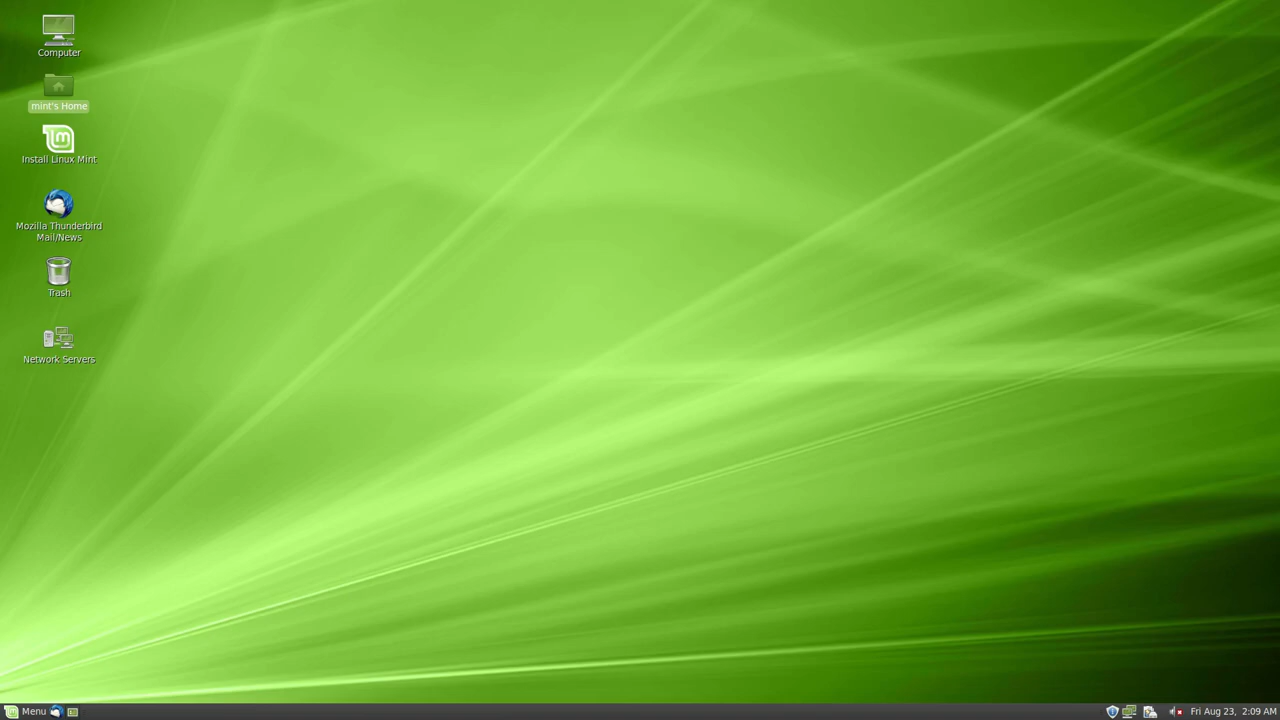 Computer
mint's Home
Install Linux Mint
Mozilla Thunderbird
Mail/News
Trash
Network Servers
Menu
Fri Aug 23, 2:09 AM